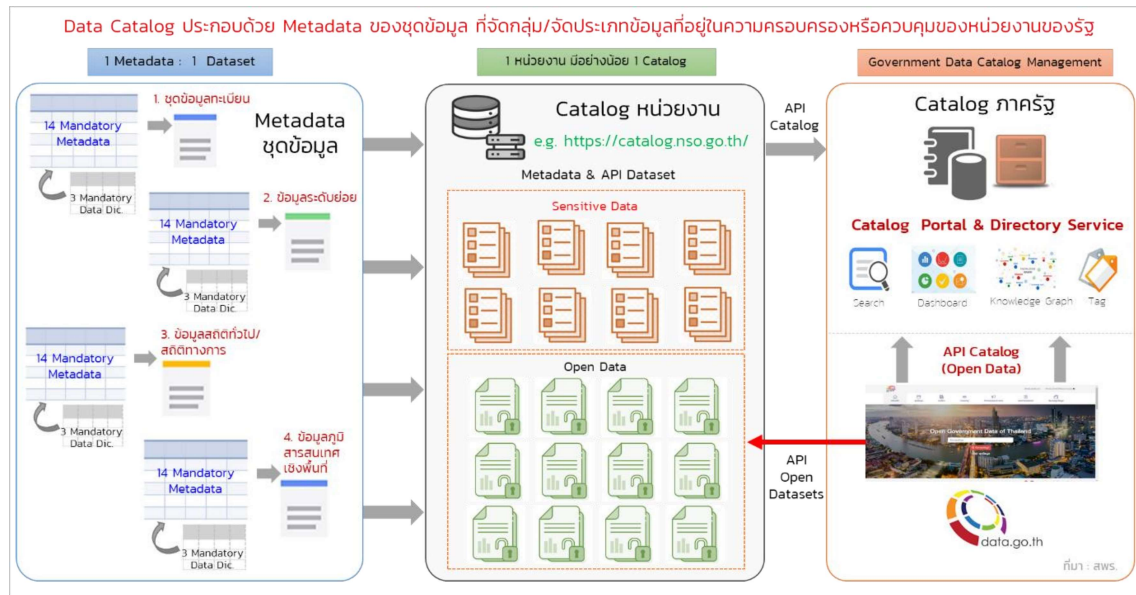 Data Catalog ประกอบด้วย Metadata ของชุดข้อมูล ที่จัดกลุ่ม/จัดประเภทข้อมูลที่อยู่ในความครอบครองหรือควบคุมของหน่วยงานของรัฐ
1 Metadata : 1 Dataset
14 Mandatory
Metadata
3 Mandatory
Data Dic.
1. ชุดข้อมูลทะเบียน
Metadata
ชุดข้อมูล
14 Mandatory
Metadata
3 Mandatory
Data Dic.
2. ข้อมูลระดับย่อย
14 Mandatory
Metadata
3 Mandatory
Data Dic.
3. ข้อมูลสถิติทั่วไป/
สถิติทางการ
14 Mandatory
Metadata
3 Mandatory
Data Dic.
4. ข้อมูลภูมิ
สารสนเทศ
เชิงพื้นที่
1 หน่วยงาน มีอย่างน้อย 1 Catalog
Catalog หน่วยงาน
e.g. https://catalog.nso.go.th/
Metadata & API Dataset
Sensitive Data
Open Data
API
Catalog
API
Open
Datasets
Government Data Catalog Management
Catalog ภาครัฐ
Catalog Portal & Directory Service
Search
Dashboard
Knowledge Graph
Tag
API Catalog
(Open Data)
Open Government Data of Thailand
data.go.th
ที่มา : สพร.